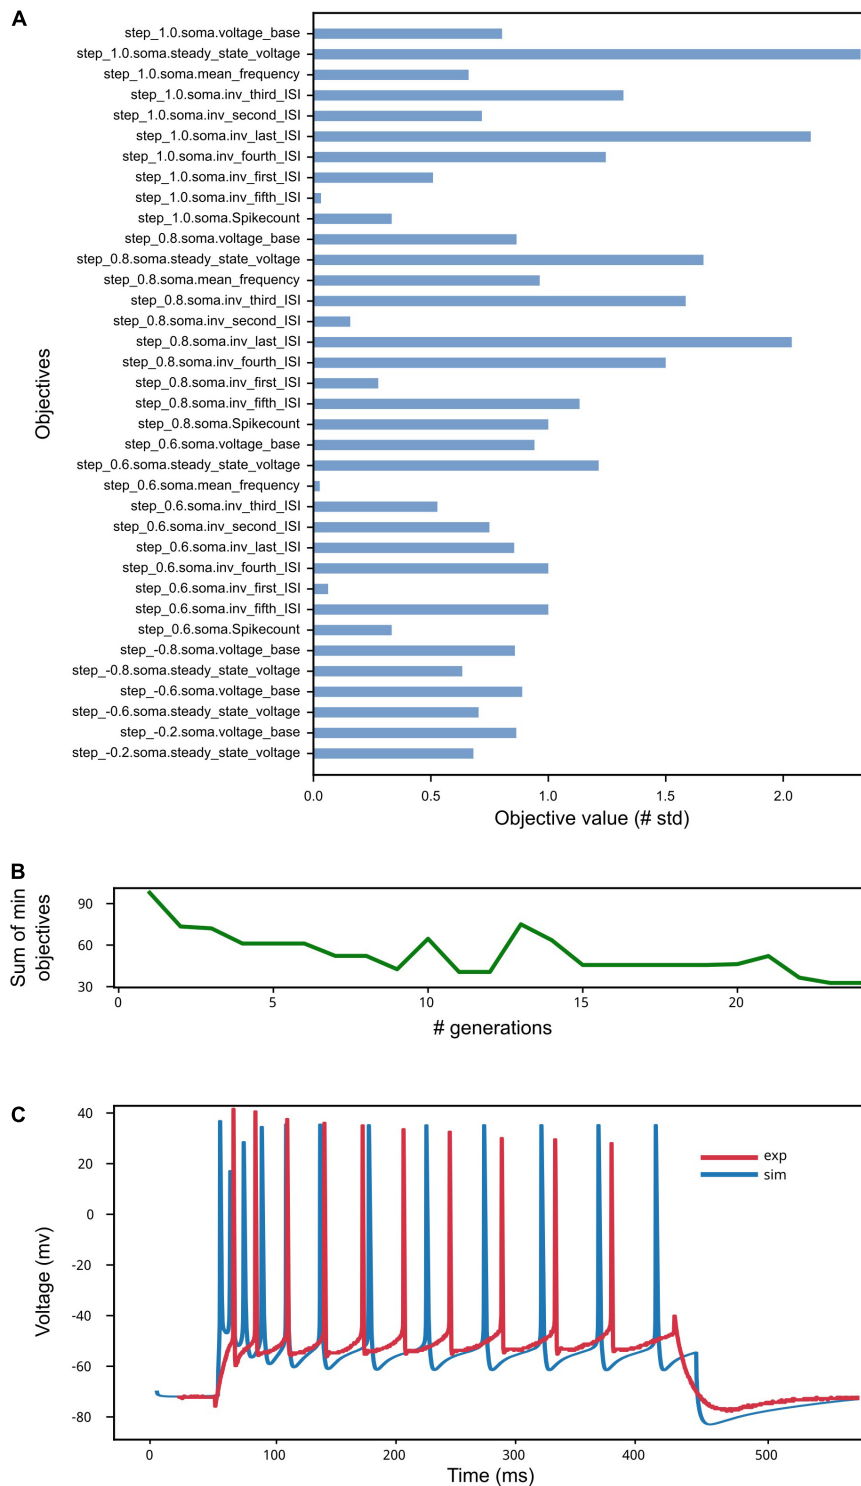 A
step_1.0.soma.voltage_base
step_1.0.soma.steady_state_voltage
step_1.0.soma.mean_frequency
step_1.0.soma.inv_third_ISI
step_1.0.soma.inv_second_ISI
step_1.0.soma.inv_last_ISI
step_1.0.soma.inv_fourth_ISI
step_1.0.soma.inv_first_ISI
step_1.0.soma.inv_fifth_ISI
step_1.0.soma.Spikecount
step_0.8.soma.voltage_base
step_0.8.soma.steady_state_voltage
step_0.8.soma.mean_frequency
step_0.8.soma.inv_third_ISI
step_0.8.soma.inv_second_ISI
step_0.8.soma.inv_last_ISI
step_0.8.soma.inv_fourth_ISI
step_0.8.soma.inv_first_ISI
step_0.8.soma.inv_fifth_ISI
step_0.8.soma.Spikecount
step_0.6.soma.voltage_base
step_0.6.soma.steady_state_voltage
step_0.6.soma.mean_frequency
step_0.6.soma.inv_third_ISI
step_0.6.soma.inv_second_ISI
step_0.6.soma.inv_last_ISI
step_0.6.soma.inv_fourth_ISI
step_0.6.soma.inv_first_ISI
step_0.6.soma.inv_fifth_ISI
step_0.6.soma.Spikecount
step_-0.8.soma.voltage_base
step_-0.8.soma.steady_state_voltage
step_-0.6.soma.voltage_base
step_-0.6.soma.steady_state_voltage
step_-0.2.soma.voltage_base
step_-0.2.soma.steady_state_voltage
Objectives
0.0 0.5 1.0 1.5 2.0
Objective value (# std)
B
Sum of min
objectives
90
60
30
0 5 10 15 20
# generations
C
Voltage (mv)
40
20
0
-20
-40
-60
-80
exp
sim
0 100 200 300 400 500
Time (ms)